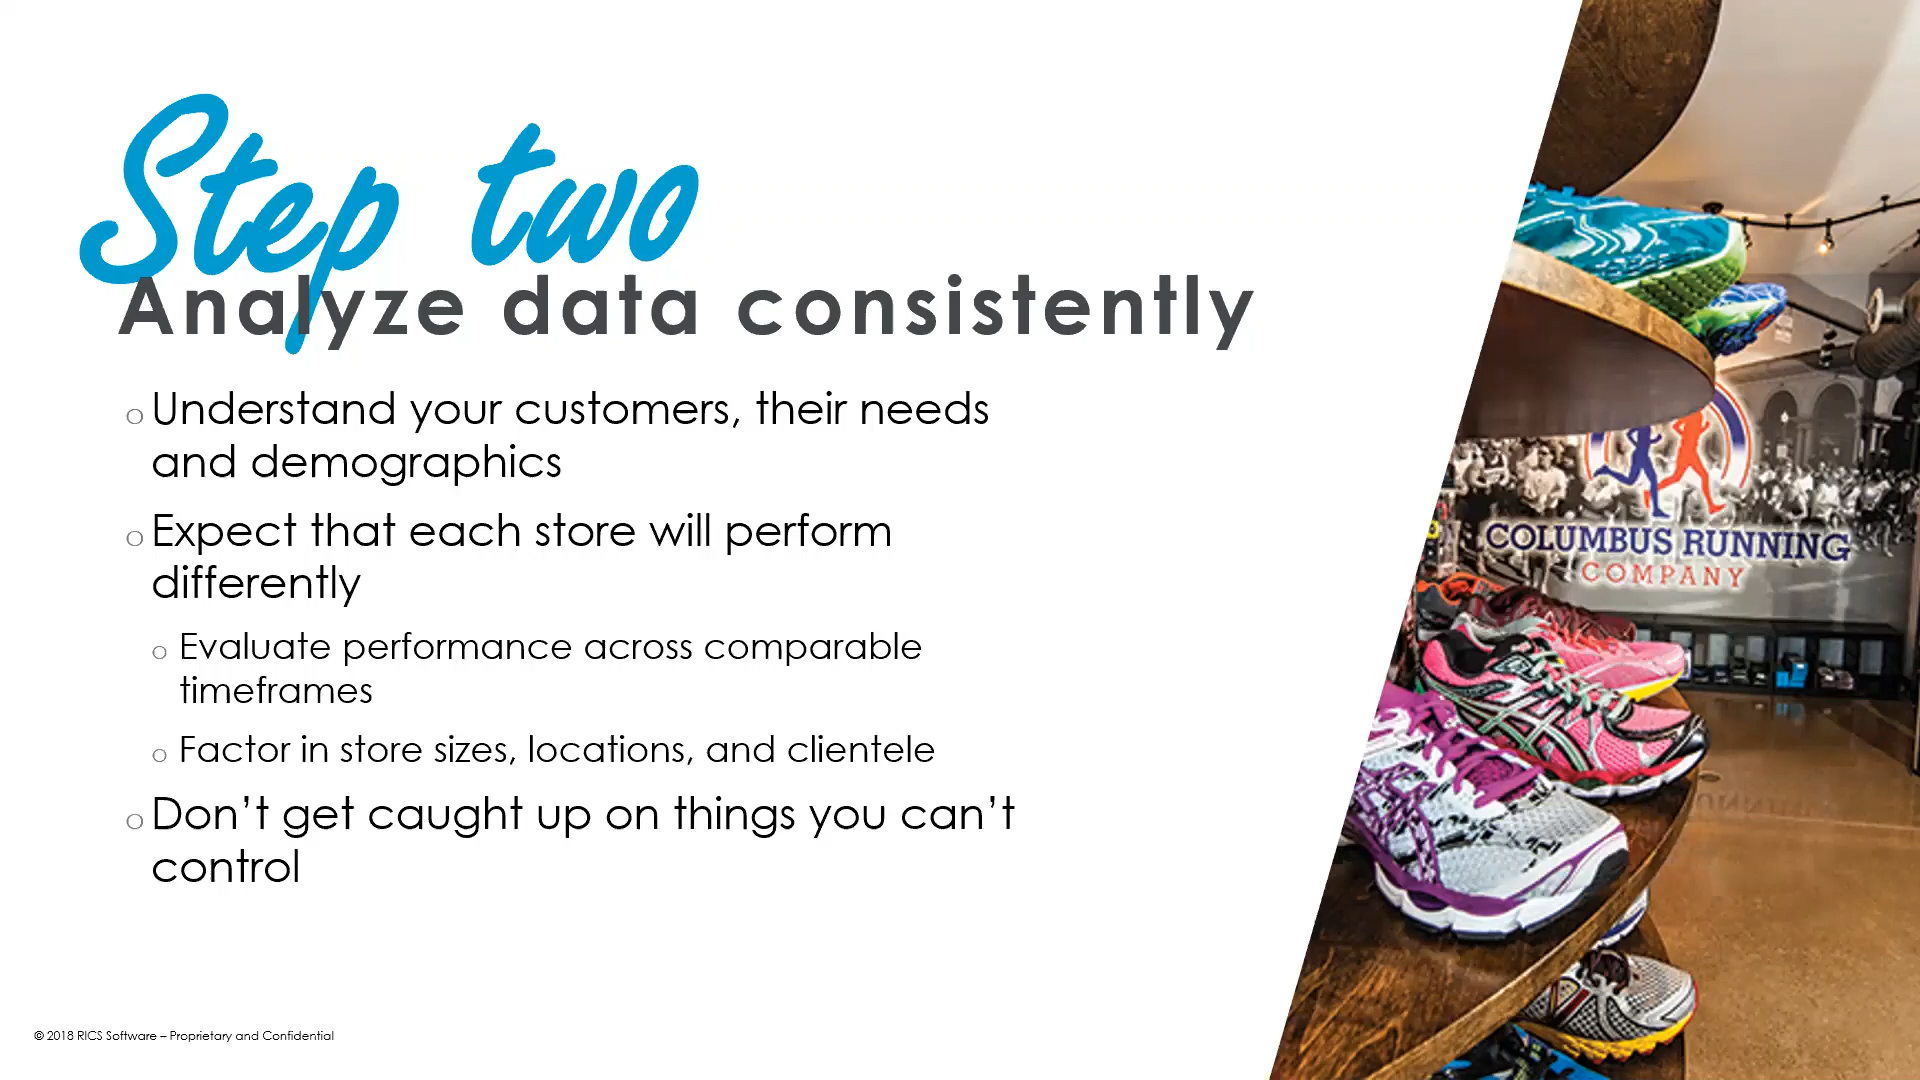 Step two
Analyze data consistently
○ Understand your customers, their needs
and demographics
○ Expect that each store will perform
differently
○ Evaluate performance across comparable
timeframes
○ Factor in store sizes, locations, and clientele
○ Don’t get caught up on things you can’t
control
COLUMBUS RUNNING
COMPANY
© 2018 RICS Software – Proprietary and Confidential